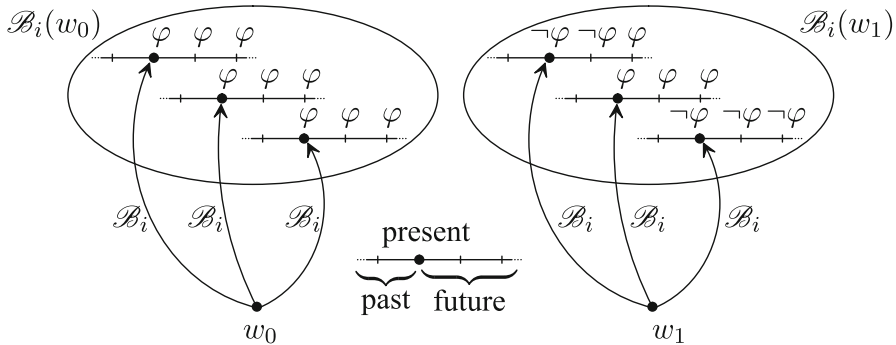 ℬᵢ(w₀) φ φ φ ¬φ ¬φ φ ℬᵢ(w₁)
φ φ φ φ φ φ
φ φ φ ¬φ ¬φ ¬φ
ℬᵢ ℬᵢ ℬᵢ ℬᵢ ℬᵢ ℬᵢ
present
past future
w₀ w₁